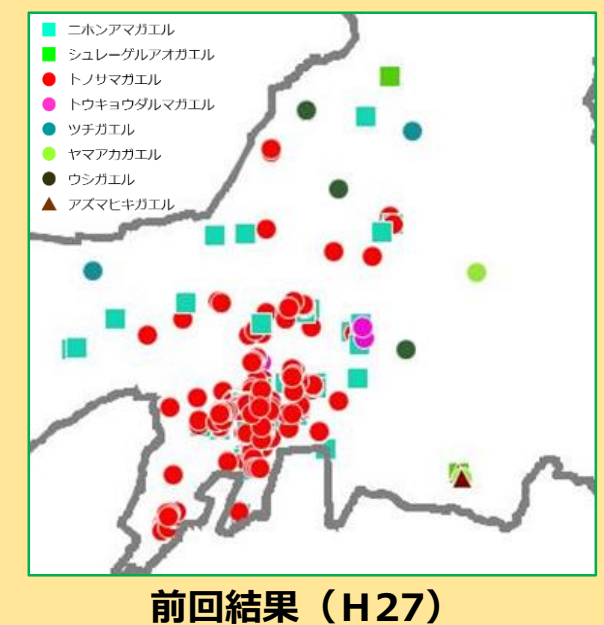 ニホンアマガエル
シュレーゲルアオガエル
トノサマガエル
トウキョウダルマガエル
ツチガエル
ヤマアカガエル
ウシガエル
アズマヒキガエル
前回結果（H27）